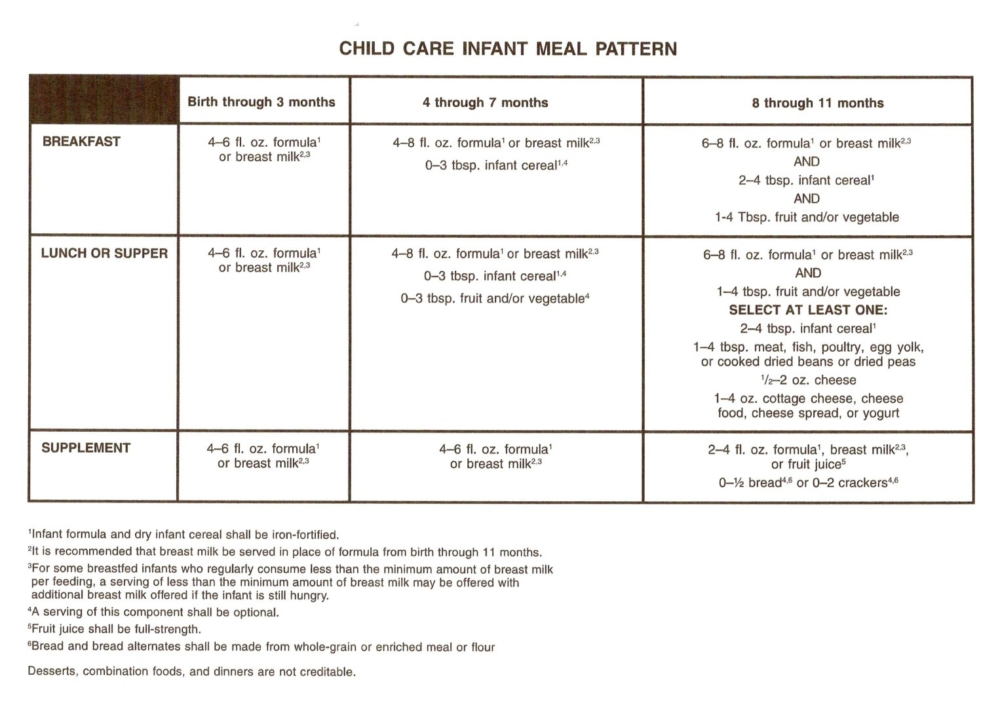 CHILD CARE INFANT MEAL PATTERN
Birth through 3 months
4 through 7 months
8 through 11 months
BREAKFAST
4–6 fl. oz. formula¹
or breast milk²,³
4–8 fl. oz. formula¹ or breast milk²,³
0–3 tbsp. infant cereal¹,⁴
6–8 fl. oz. formula¹ or breast milk²,³
AND
2–4 tbsp. infant cereal¹
AND
1-4 Tbsp. fruit and/or vegetable
LUNCH OR SUPPER
4–6 fl. oz. formula¹
or breast milk²,³
4–8 fl. oz. formula¹ or breast milk²,³
0–3 tbsp. infant cereal¹,⁴
0–3 tbsp. fruit and/or vegetable⁴
6–8 fl. oz. formula¹ or breast milk²,³
AND
1–4 tbsp. fruit and/or vegetable
SELECT AT LEAST ONE:
2–4 tbsp. infant cereal¹
1–4 tbsp. meat, fish, poultry, egg yolk,
or cooked dried beans or dried peas
½–2 oz. cheese
1–4 oz. cottage cheese, cheese
food, cheese spread, or yogurt
SUPPLEMENT
4–6 fl. oz. formula¹
or breast milk²,³
4–6 fl. oz. formula¹
or breast milk²,³
2–4 fl. oz. formula¹, breast milk²,³,
or fruit juice⁵
0–½ bread⁴,⁶ or 0–2 crackers⁴,⁶
¹Infant formula and dry infant cereal shall be iron-fortified.
²It is recommended that breast milk be served in place of formula from birth through 11 months.
³For some breastfed infants who regularly consume less than the minimum amount of breast milk
per feeding, a serving of less than the minimum amount of breast milk may be offered with
additional breast milk offered if the infant is still hungry.
⁴A serving of this component shall be optional.
⁵Fruit juice shall be full-strength.
⁶Bread and bread alternates shall be made from whole-grain or enriched meal or flour
Desserts, combination foods, and dinners are not creditable.